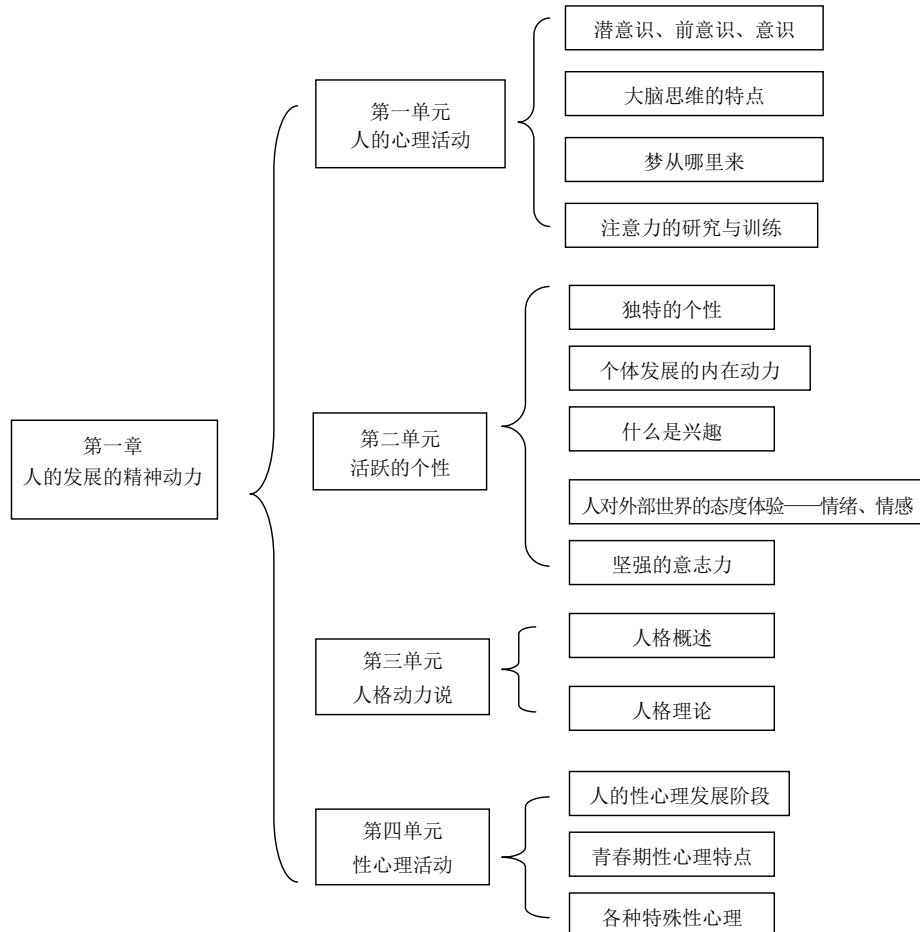 第一章
人的发展的精神动力
第一单元
人的心理活动
潜意识、前意识、意识
大脑思维的特点
梦从哪里来
注意力的研究与训练
第二单元
活跃的个性
独特的个性
个体发展的内在动力
什么是兴趣
人对外部世界的态度体验——情绪、情感
坚强的意志力
第三单元
人格动力说
人格概述
人格理论
第四单元
性心理活动
人的性心理发展阶段
青春期性心理特点
各种特殊性心理